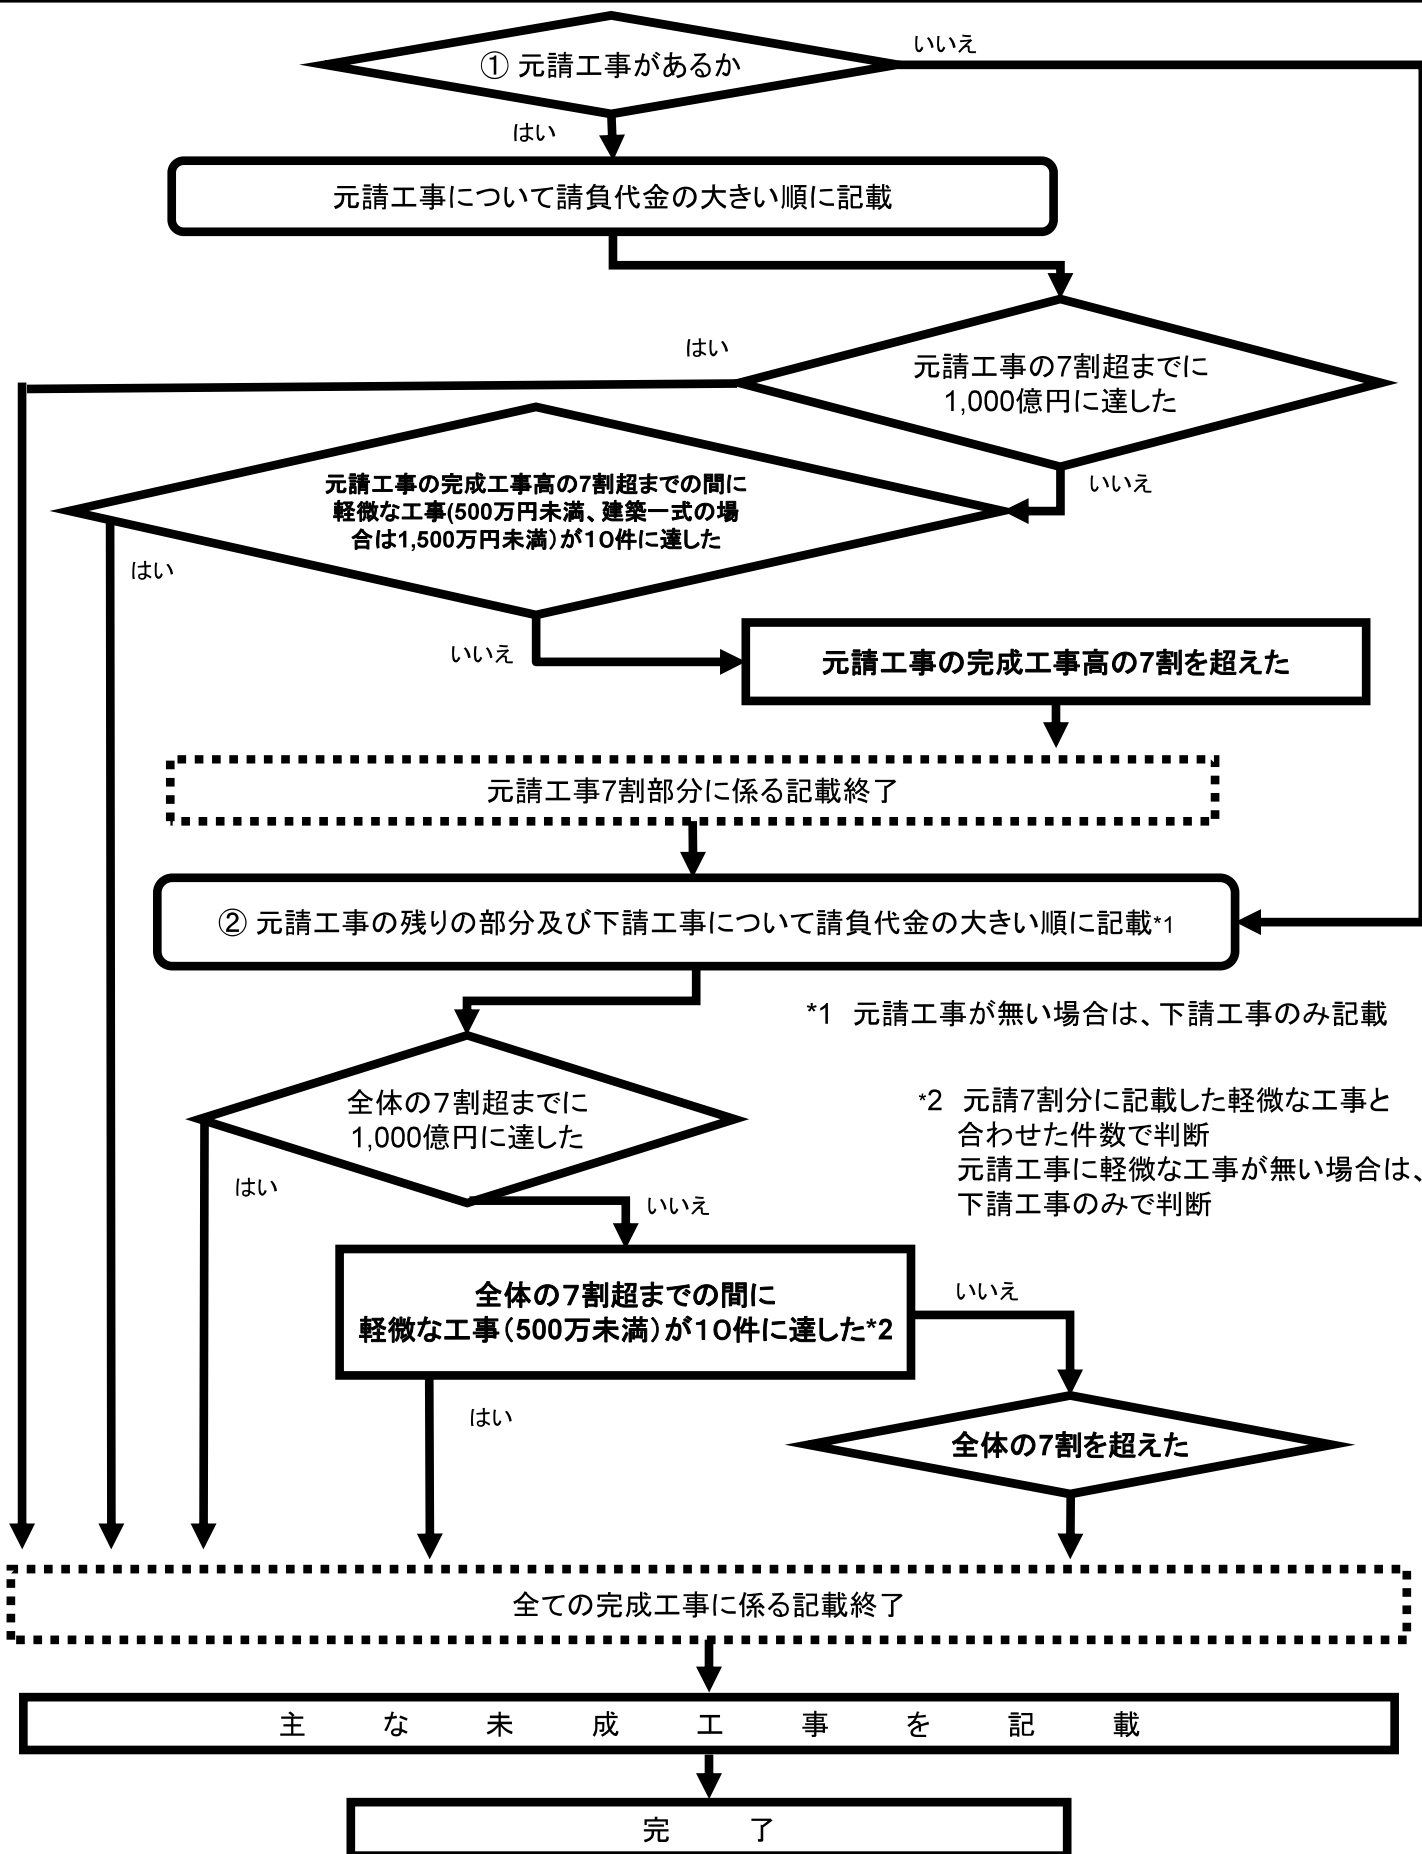 ① 元請工事があるか
いいえ
はい
元請工事について請負代金の大きい順に記載
はい
元請工事の7割超までに
1,000億円に達した
いいえ
元請工事の完成工事高の7割超までの間に
軽微な工事(500万円未満、建築一式の場
合は1,500万円未満)が10件に達した
はい
いいえ
元請工事の完成工事高の7割を超えた
元請工事7割部分に係る記載終了
② 元請工事の残りの部分及び下請工事について請負代金の大きい順に記載*1
*1 元請工事が無い場合は、下請工事のみ記載
全体の7割超までに
1,000億円に達した
*2 元請7割分に記載した軽微な工事と
合わせた件数で判断
元請工事に軽微な工事が無い場合は、
下請工事のみで判断
はい
いいえ
全体の7割超までの間に
軽微な工事(500万未満)が10件に達した*2
いいえ
はい
全体の7割を超えた
全ての完成工事に係る記載終了
主な未成工事を記載
完了